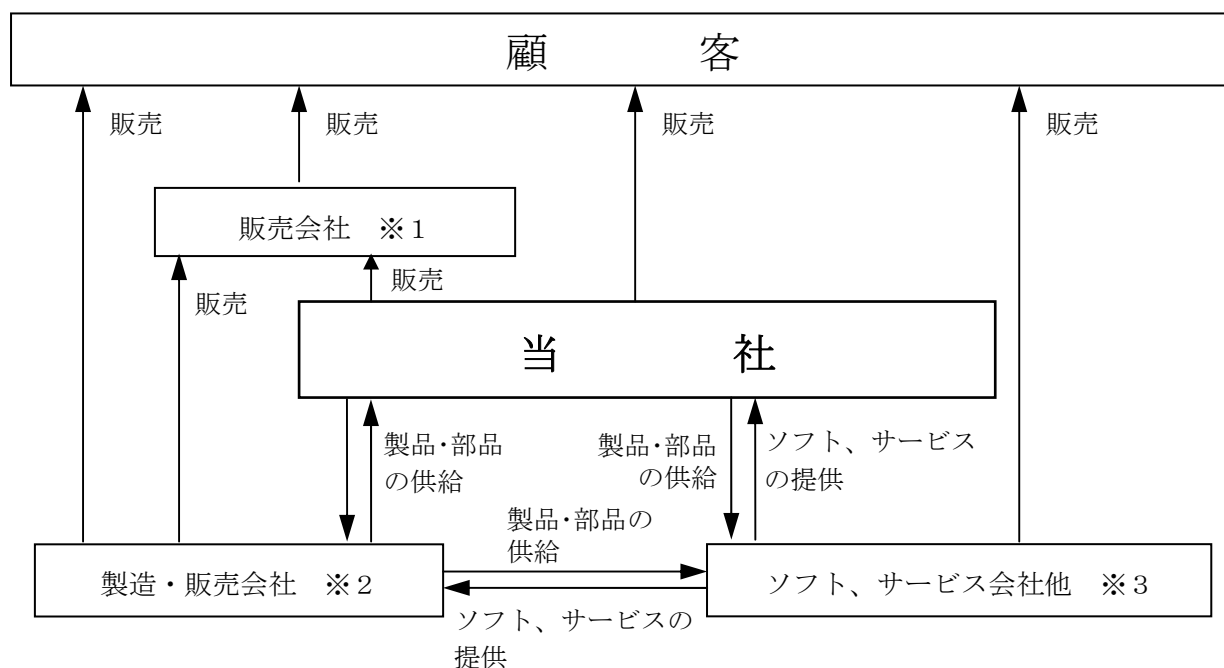 顧　客
販売
販売
販売
販売
販売会社　※１
販売
販売
当　社
製品･部品
の供給
製品･部品
の供給
ソフト、サービス
の提供
製品･部品の
供給
製造・販売会社　※２
ソフト、サービス会社他　※３
ソフト、サービスの
提供